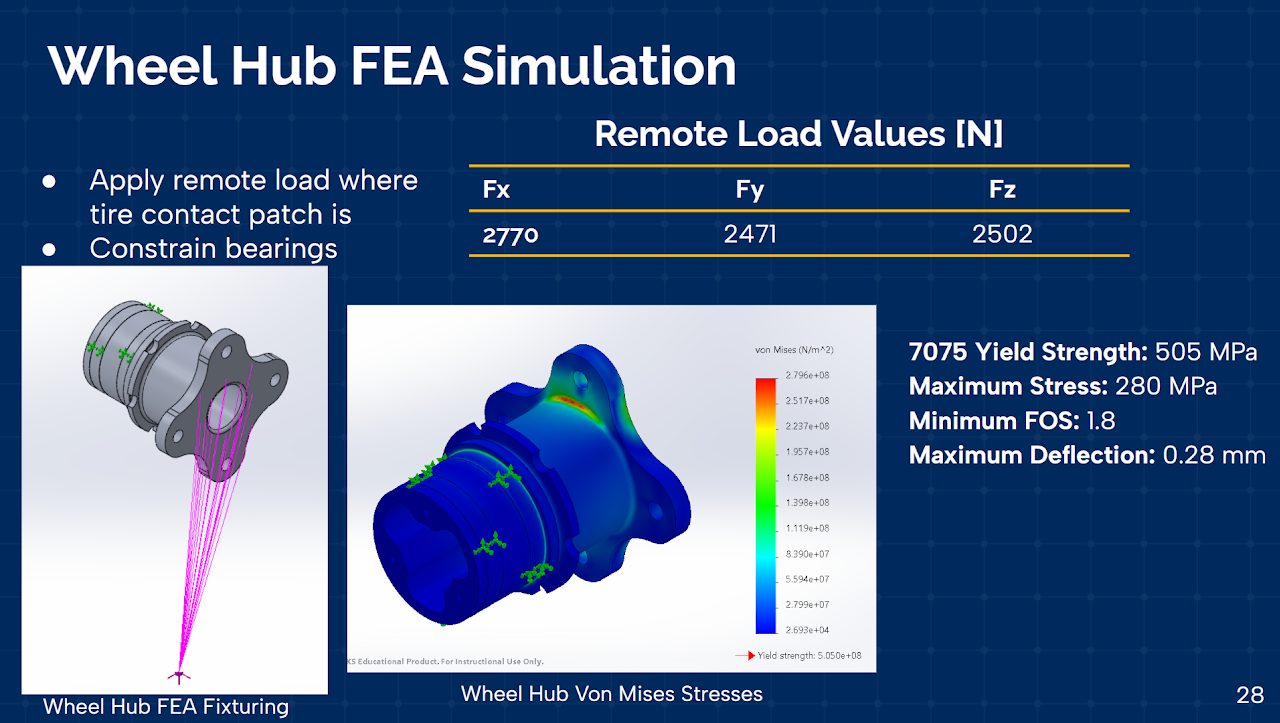 Wheel Hub FEA Simulation
Remote Load Values [N]
● Apply remote load where
tire contact patch is
● Constrain bearings
Fx Fy Fz
2770 2471 2502
von Mises (N/m^2)
2.796e+08
2.517e+08
2.237e+08
1.957e+08
1.678e+08
1.398e+08
1.119e+08
8.390e+07
5.594e+07
2.799e+07
2.693e+04
Yield strength: 5.050e+08
KS Educational Product. For Instructional Use Only.
7075 Yield Strength: 505 MPa
Maximum Stress: 280 MPa
Minimum FOS: 1.8
Maximum Deflection: 0.28 mm
Wheel Hub FEA Fixturing
Wheel Hub Von Mises Stresses
28